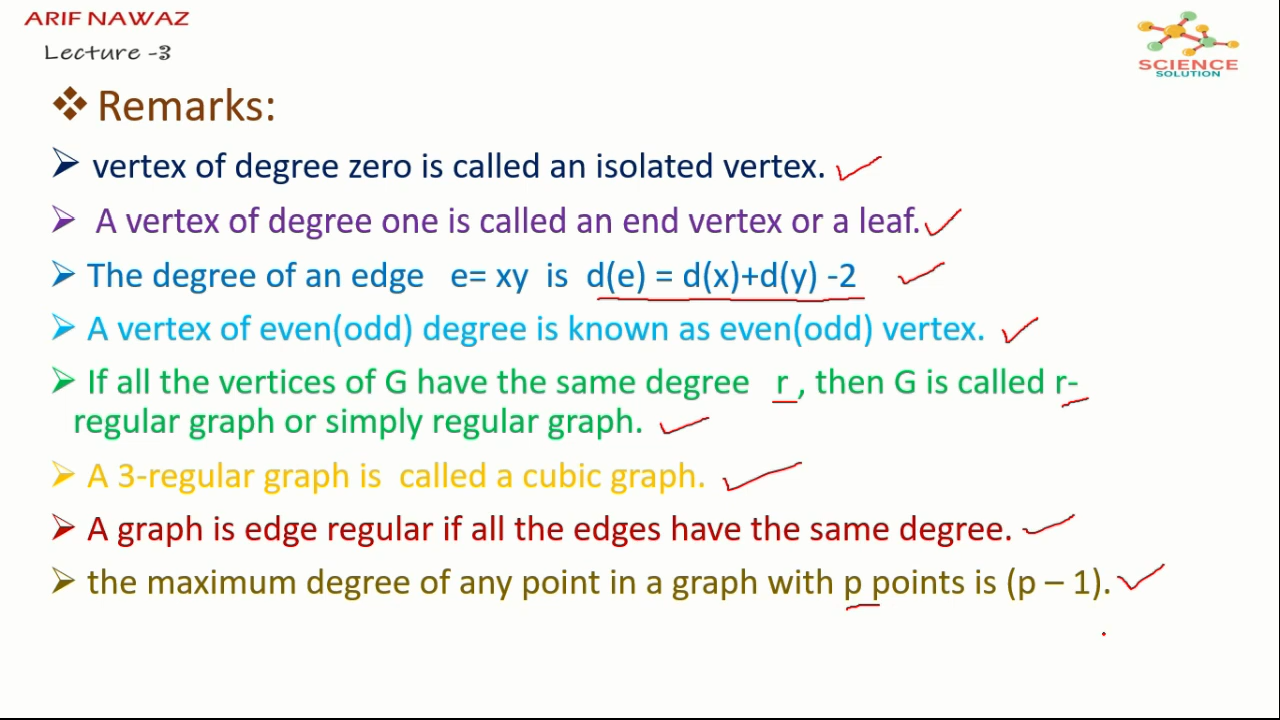 ARIF NAWAZ
Lecture -3
SCIENCE
SOLUTION
❖ Remarks:
➢ vertex of degree zero is called an isolated vertex.
➢ A vertex of degree one is called an end vertex or a leaf.
➢ The degree of an edge e= xy is d(e) = d(x)+d(y) -2
➢ A vertex of even(odd) degree is known as even(odd) vertex.
➢ If all the vertices of G have the same degree r , then G is called r-
regular graph or simply regular graph.
➢ A 3-regular graph is called a cubic graph.
➢ A graph is edge regular if all the edges have the same degree.
➢ the maximum degree of any point in a graph with p points is (p – 1).